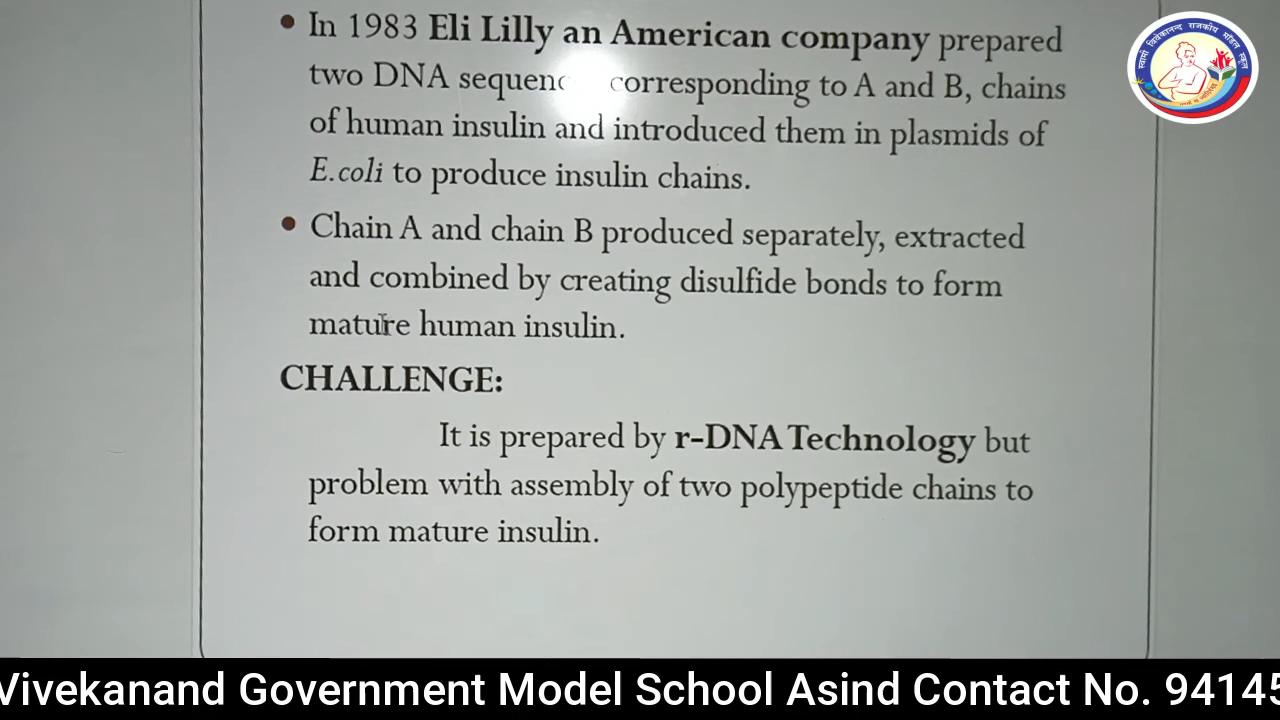 • In 1983 Eli Lilly an American company prepared
two DNA corresponding to A and B, chains
of human insulin and introduced them in plasmids of
E.coli to produce insulin chains.
• Chain A and chain B produced separately, extracted
and combined by creating disulfide bonds to form
mature human insulin.
CHALLENGE:
It is prepared by r-DNA Technology but
problem with assembly of two polypeptide chains to
form mature insulin.
स्वामी विवेकानन्द राजकीय मॉडल स्कूल
Vivekanand Government Model School Asind Contact No. 94145